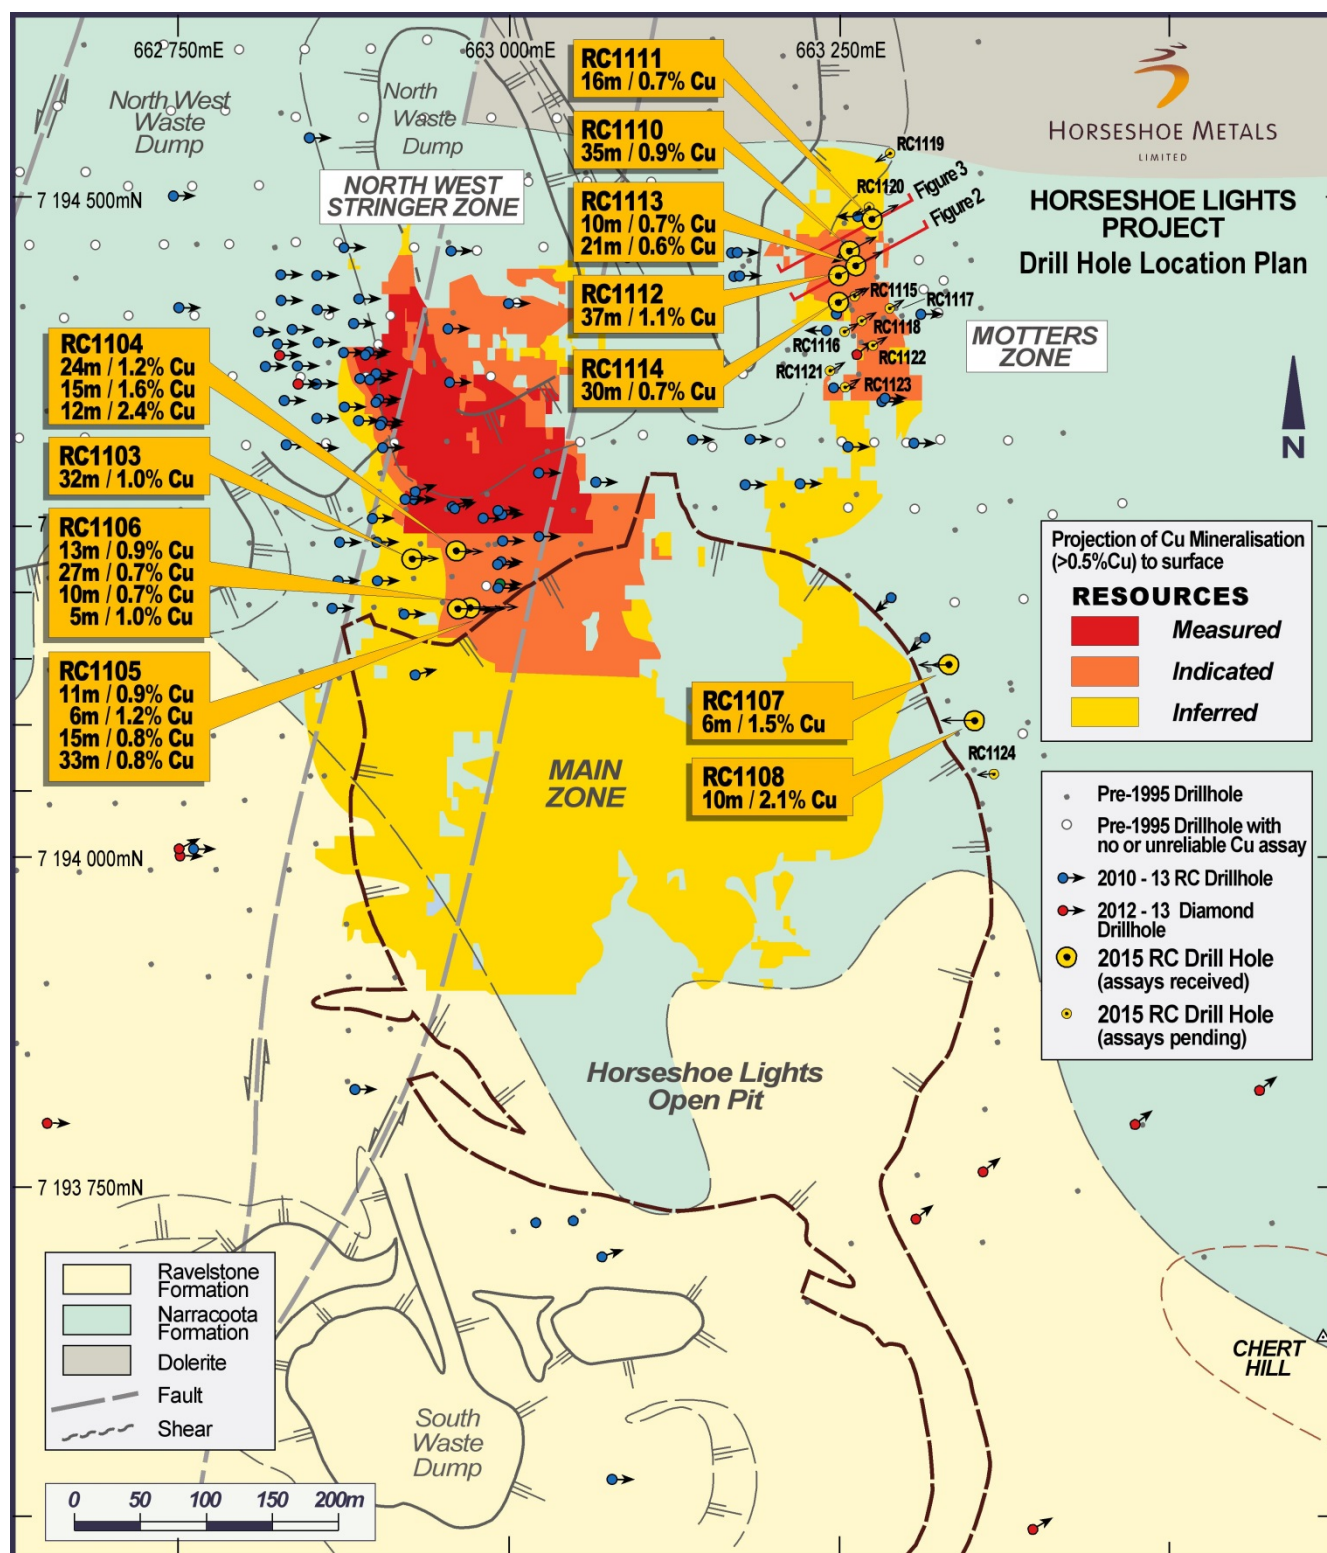 662 750mE
663 000mE
663 250mE
North West
Waste
Dump
North
Waste
Dump
HORSESHOE METALS
LIMITED
HORSESHOE LIGHTS
PROJECT
Drill Hole Location Plan
7 194 500mN
NORTH WEST
STRINGER ZONE
RC1111
16m / 0.7% Cu
RC1110
35m / 0.9% Cu
RC1113
10m / 0.7% Cu
21m / 0.6% Cu
RC1112
37m / 1.1% Cu
RC1114
30m / 0.7% Cu
RC1119
RC1120
Figure 3
Figure 2
RC1115
RC1117
RC1118
RC1116
RC1122
RC1121
RC1123
MOTTERS
ZONE
N
RC1104
24m / 1.2% Cu
15m / 1.6% Cu
12m / 2.4% Cu
RC1103
32m / 1.0% Cu
RC1106
13m / 0.9% Cu
27m / 0.7% Cu
10m / 0.7% Cu
5m / 1.0% Cu
RC1105
11m / 0.9% Cu
6m / 1.2% Cu
15m / 0.8% Cu
33m / 0.8% Cu
7
Projection of Cu Mineralisation
(>0.5%Cu) to surface
RESOURCES
Measured
Indicated
Inferred
RC1107
6m / 1.5% Cu
RC1108
10m / 2.1% Cu
RC1124
MAIN
ZONE
7 194 000mN
Pre-1995 Drillhole
Pre-1995 Drillhole with
no or unreliable Cu assay
2010 - 13 RC Drillhole
2012 - 13 Diamond
Drillhole
2015 RC Drill Hole
(assays received)
2015 RC Drill Hole
(assays pending)
Horseshoe Lights
Open Pit
7 193 750mN
Ravelstone
Formation
Narracoota
Formation
Dolerite
Fault
Shear
South
Waste
Dump
CHERT
HILL
0 50 100 150 200m